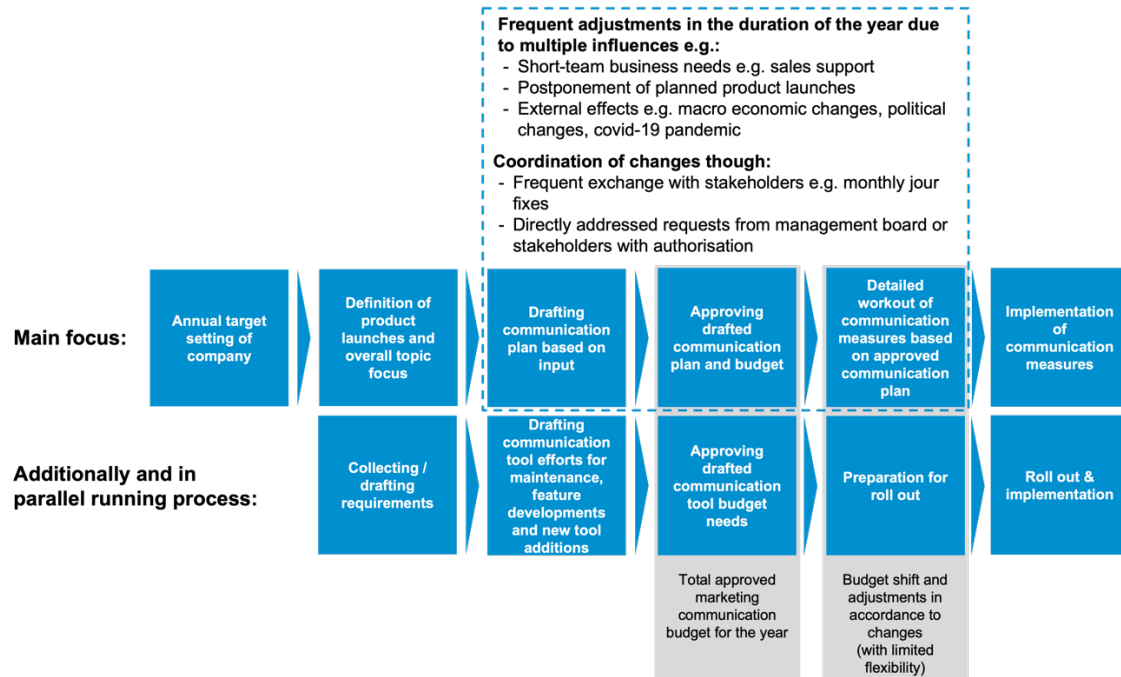 Frequent adjustments in the duration of the year due
to multiple influences e.g.:
- Short-team business needs e.g. sales support
- Postponement of planned product launches
- External effects e.g. macro economic changes, political
changes, covid-19 pandemic
Coordination of changes though:
- Frequent exchange with stakeholders e.g. monthly jour
fixes
- Directly addressed requests from management board or
stakeholders with authorisation
Main focus:
Annual target
setting of
company
Definition of
product
launches and
overall topic
focus
Drafting
communication
plan based on
input
Approving
drafted
communication
plan and budget
Detailed
workout of
communication
measures based
on approved
communication
plan
Implementation
of
communication
measures
Additionally and in
parallel running process:
Collecting /
drafting
requirements
Drafting
communication
tool efforts for
maintenance,
feature
developments
and new tool
additions
Approving
drafted
communication
tool budget
needs
Preparation for
roll out
Roll out &
implementation
Total approved
marketing
communication
budget for the
year
Budget shift and
adjustments in
accordance to
changes
(with limited
flexibility)